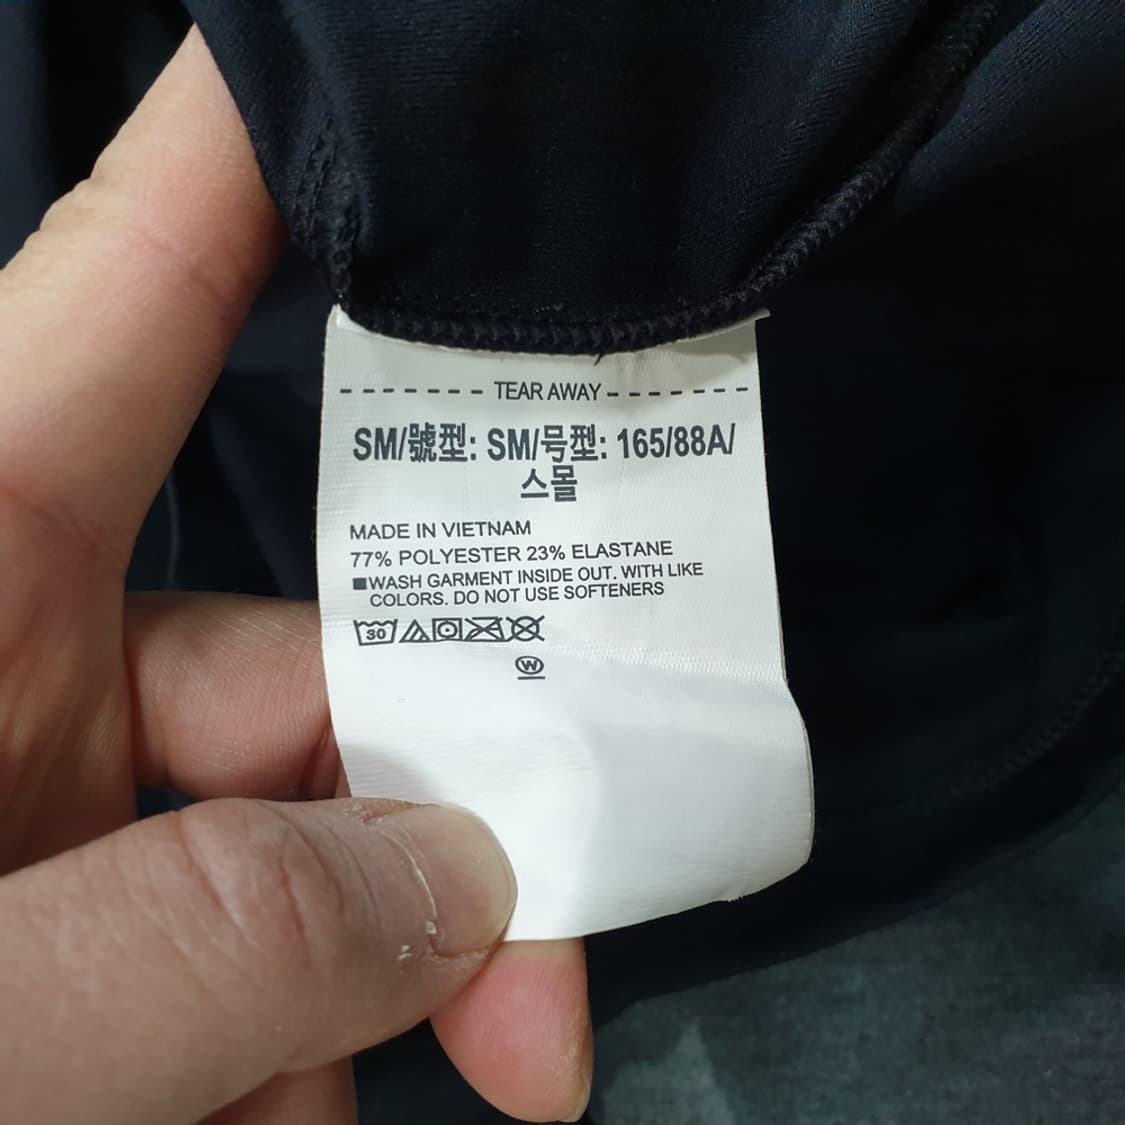 TEAR AWAY
SM/號型: SM/号型: 165/88A/
스몰
MADE IN VIETNAM
77% POLYESTER 23% ELASTANE
■WASH GARMENT INSIDE OUT. WITH LIKE
COLORS. DO NOT USE SOFTENERS
30
W